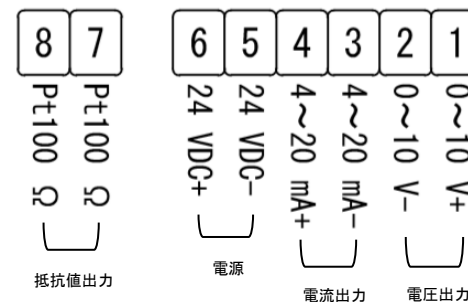 8 7 6 5 4 3 2 1
Pt100 Ω
Pt100 Ω
24 VDC+
24 VDC-
4～20 mA+
4～20 mA-
0～10 V-
0～10 V+
抵抗値出力
電源
電流出力
電圧出力